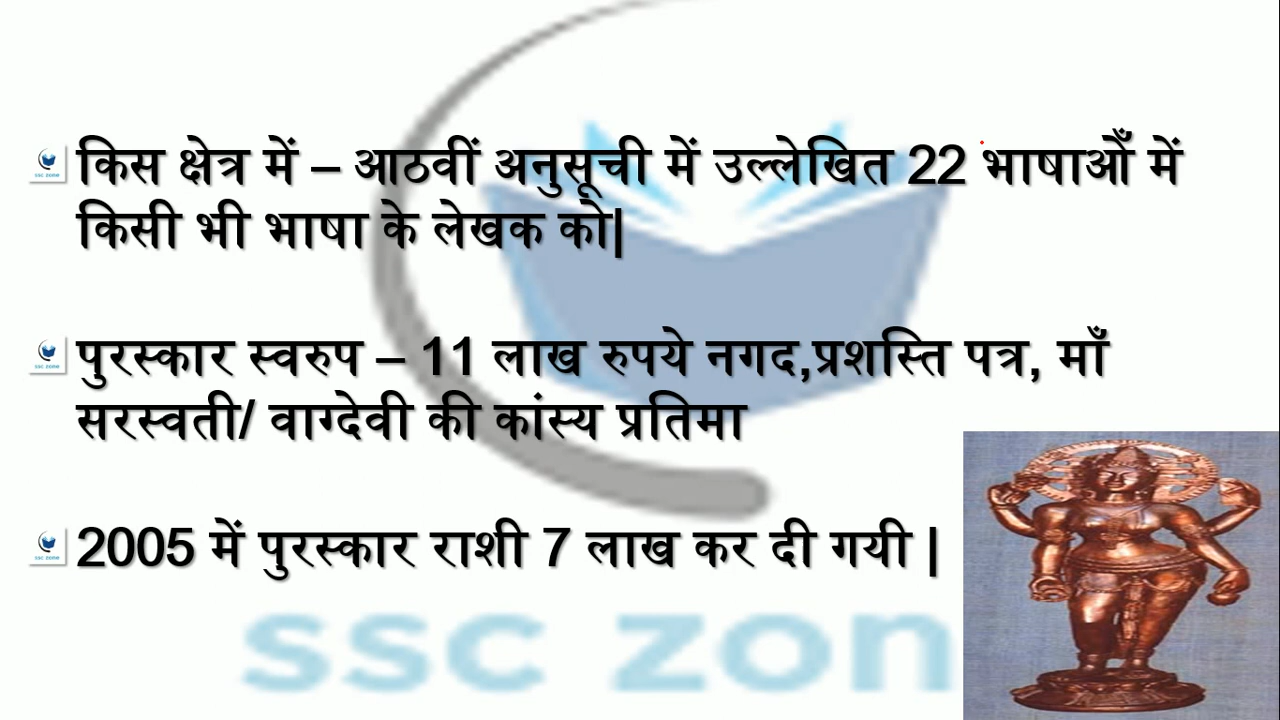 किस क्षेत्र में – आठवीं अनुसूची में उल्लेखित 22 भाषाओँ में
किसी भी भाषा के लेखक को|
पुरस्कार स्वरुप – 11 लाख रुपये नगद,प्रशस्ति पत्र, माँ
सरस्वती/ वाग्देवी की कांस्य प्रतिमा
2005 में पुरस्कार राशी 7 लाख कर दी गयी |
ssc zon